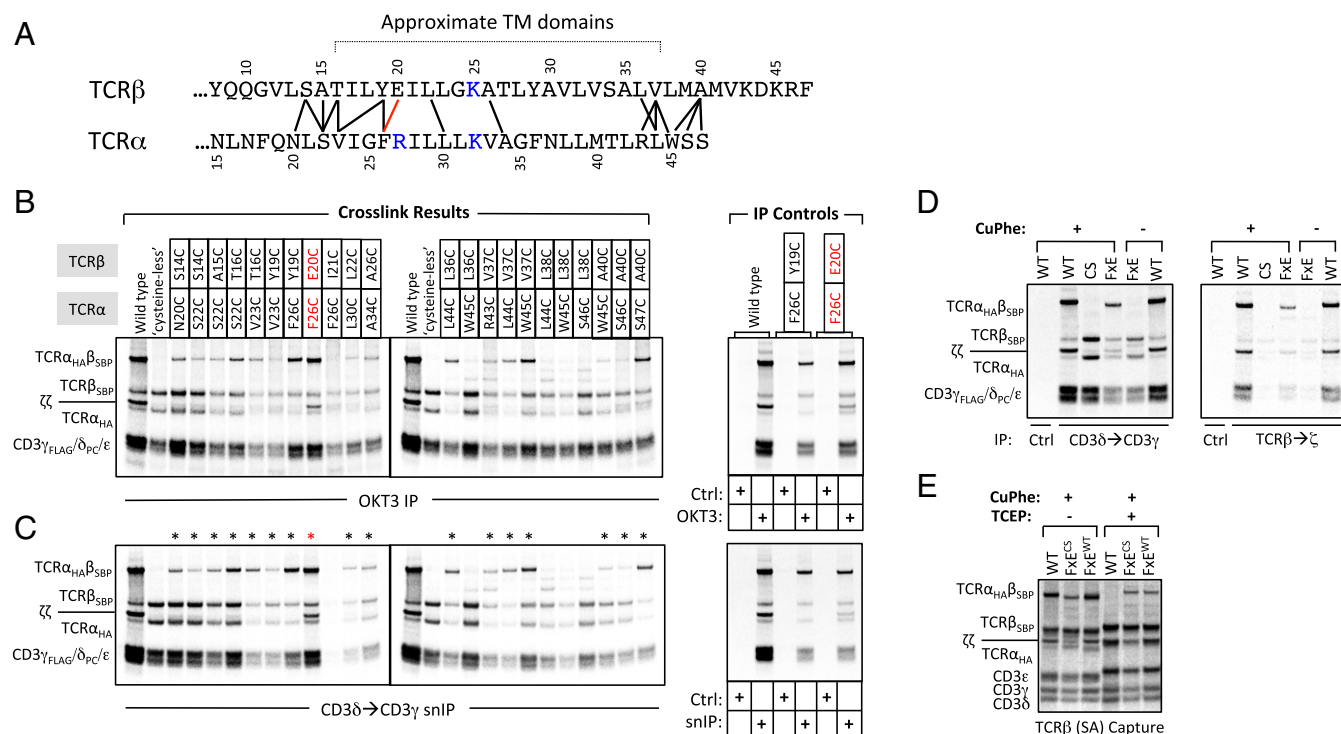 A
Approximate TM domains
10 15 20 25 30 35 40 45
TCRβ ...YQQGVLSATILYEILLGKATLYAVLVSALVLMAMVKDKRF
TCRα ...NLNFQNLSVIGFRILLLKVAGFNLLMTLRLWSS
15 20 25 30 35 40 45
B
Crosslink Results
IP Controls
TCRβ
TCRα
Wild type
'cysteine-less'
S14C S14C A15C T16C T16C Y19C Y19C E20C I21C L22C A26C
N20C S22C S22C S22C V23C V23C F26C F26C F26C L30C A34C
Wild type
'cysteine-less'
L36C L36C V37C V37C V37C L38C L38C L38C A40C A40C A40C
L44C W45C R43C L44C W45C L44C W45C S46C W45C S46C S47C
Wild type
Y19C E20C
F26C F26C
TCRαHAβSBP
TCRβSBP
ζζ
TCRαHA
CD3γFLAG/δPC/ε
OKT3 IP
Ctrl: + + +
OKT3: + + +
C
* * * * * * * * * * * * * * * * *
TCRαHAβSBP
TCRβSBP
ζζ
TCRαHA
CD3γFLAG/δPC/ε
CD3δ→CD3γ snIP
Ctrl: + + +
snIP: + + +
D
CuPhe: + - + -
WT WT CS FxE FxE WT
WT WT CS FxE FxE WT
TCRαHAβSBP
TCRβSBP
ζζ
TCRαHA
CD3γFLAG/δPC/ε
IP: Ctrl CD3δ→CD3γ Ctrl TCRβ→ζ
E
CuPhe: + +
TCEP: - +
WT FxECS FxEWT WT FxECS FxEWT
TCRαHAβSBP
TCRβSBP
ζζ
TCRαHA
CD3ε
CD3γ
CD3δ
TCRβ (SA) Capture